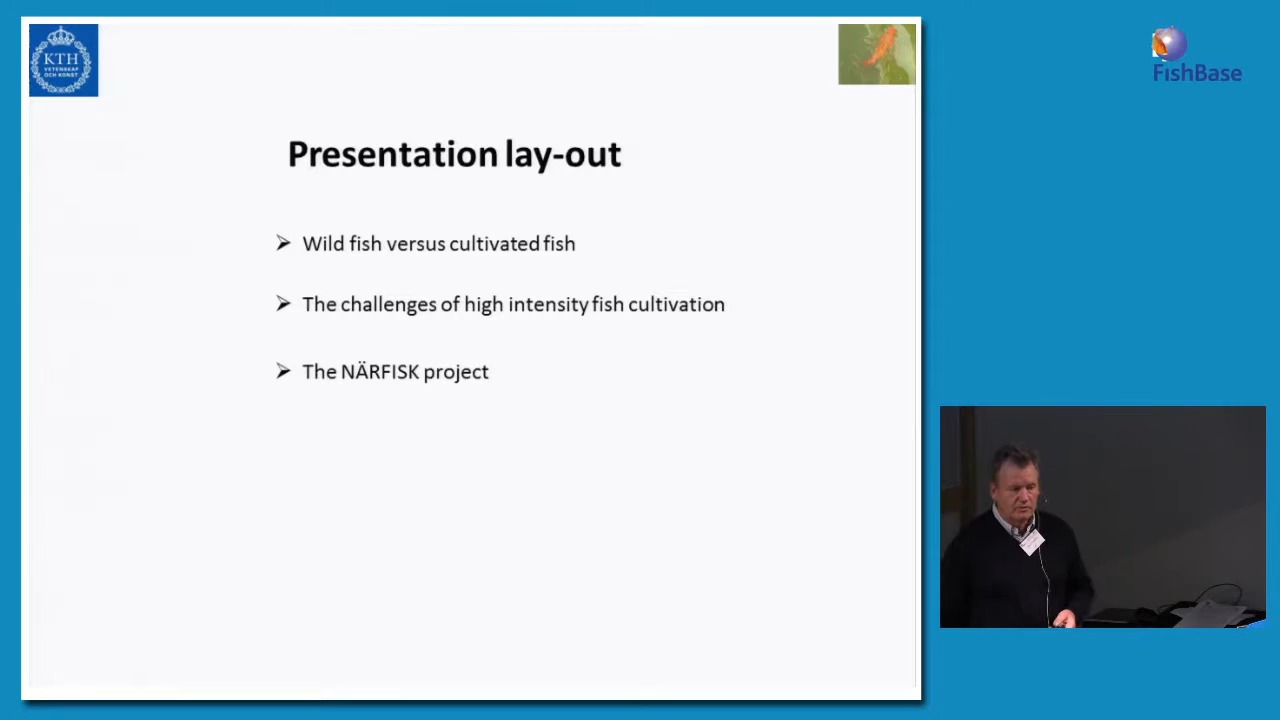 KTH
VETENSKAP
OCH KONST
FishBase
Presentation lay-out
Wild fish versus cultivated fish
The challenges of high intensity fish cultivation
The NÄRFISK project